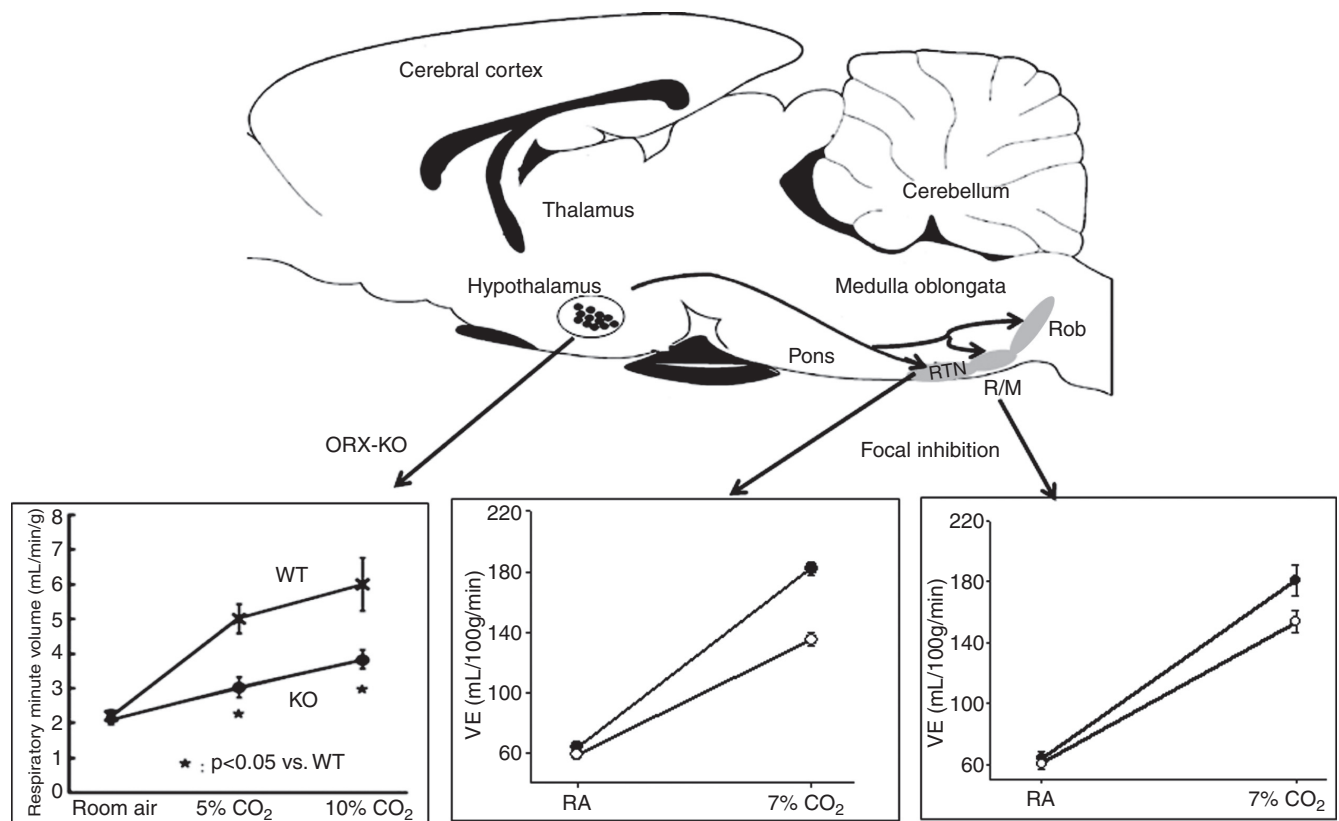 Cerebral cortex
Thalamus
Cerebellum
Hypothalamus
Medulla oblongata
Pons
RTN
Rob
R/M
ORX-KO
Focal inhibition
Respiratory minute volume (mL/min/g)
8
7
6
5
4
3
2
1
0
WT
KO
★ : p<0.05 vs. WT
Room air 5% CO₂ 10% CO₂
VE (mL/100g/min)
220
180
140
100
60
RA 7% CO₂
VE (mL/100g/min)
220
180
140
100
60
RA 7% CO₂